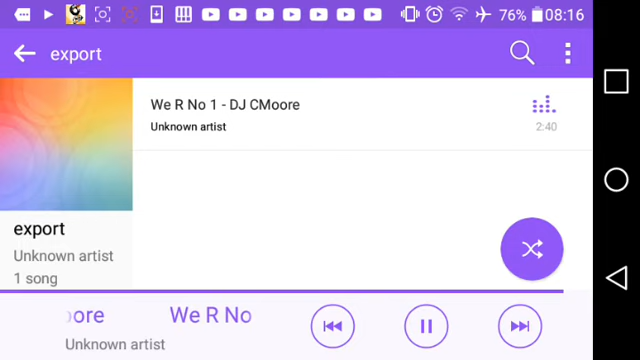 76% 08:16
export
We R No 1 - DJ CMoore
Unknown artist
2:40
export
Unknown artist
1 song
oore We R No
Unknown artist